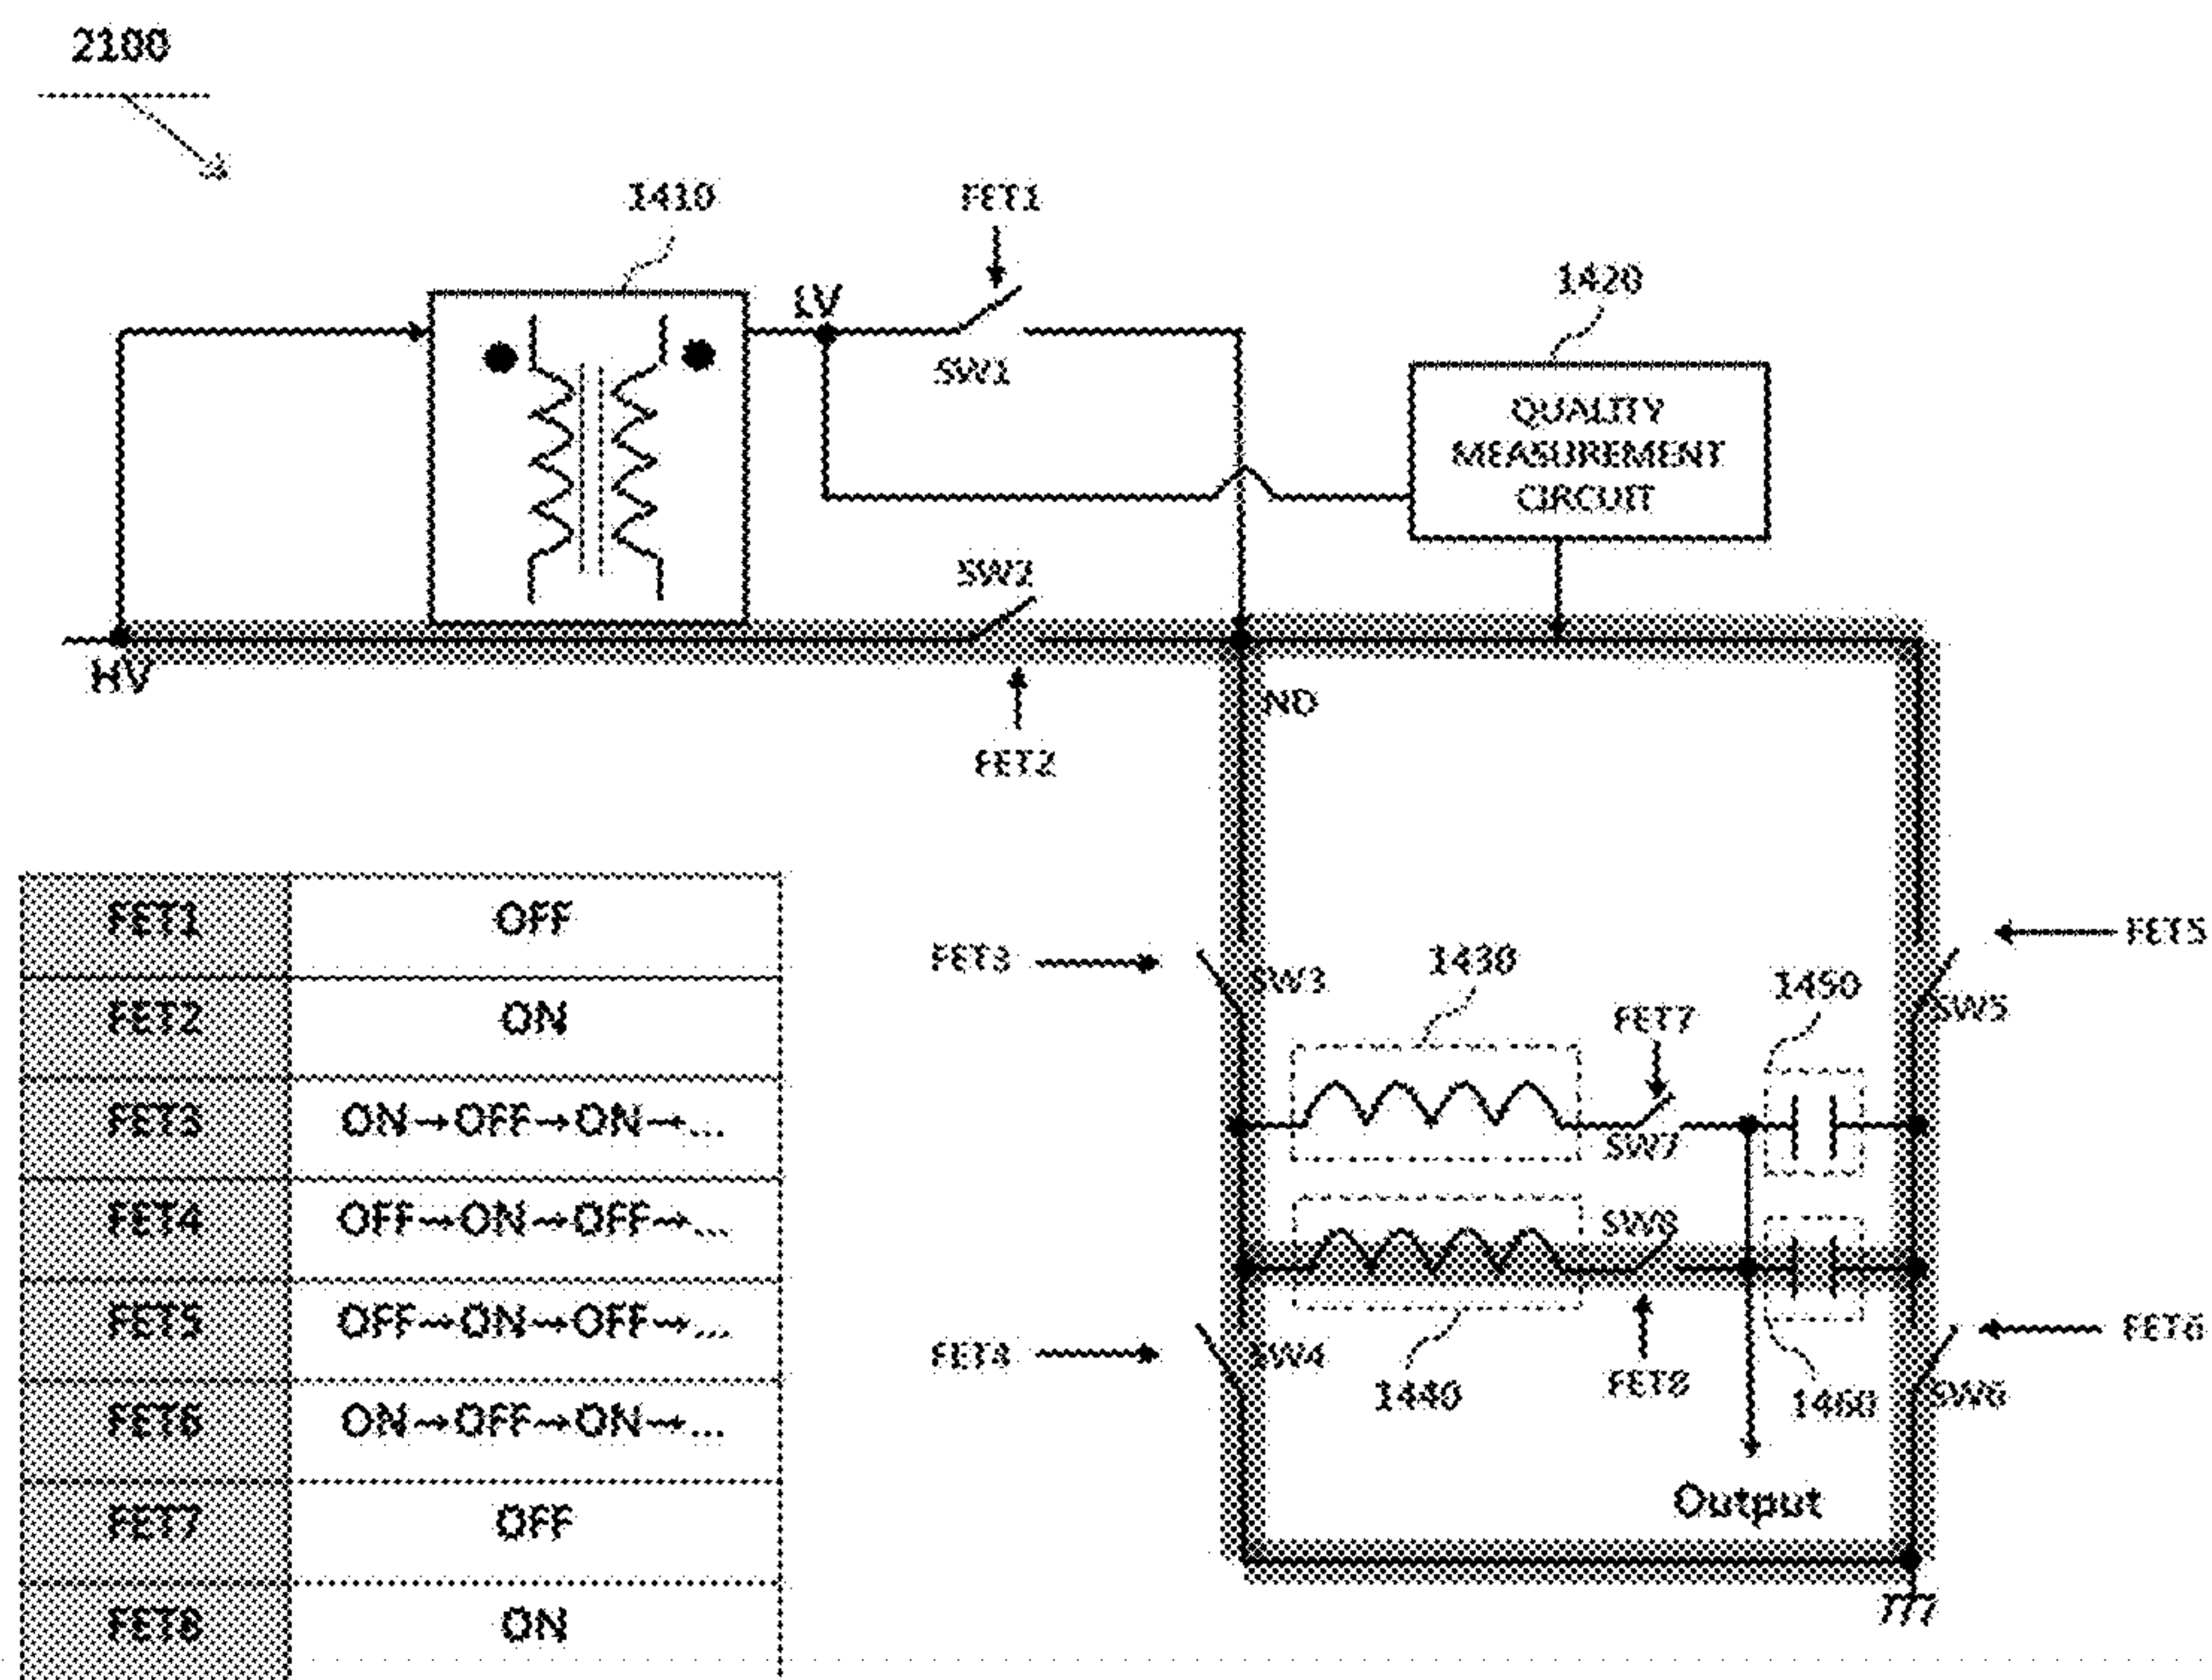 2100
1410
FET1
1420
LV
SW1
QUALITY
MEASUREMENT
CIRCUIT
SW2
HV
ND
FET2
FET1 OFF
FET2 ON
FET3 ON→OFF→ON→...
FET4 OFF→ON→OFF→...
FET5 OFF→ON→OFF→...
FET6 ON→OFF→ON→...
FET7 OFF
FET8 ON
FET3
SW3
1430
FET7
1450
FET5
SW5
SW7
SW8
FET4
SW4
1440
FET8
1460
FET6
SW6
Output